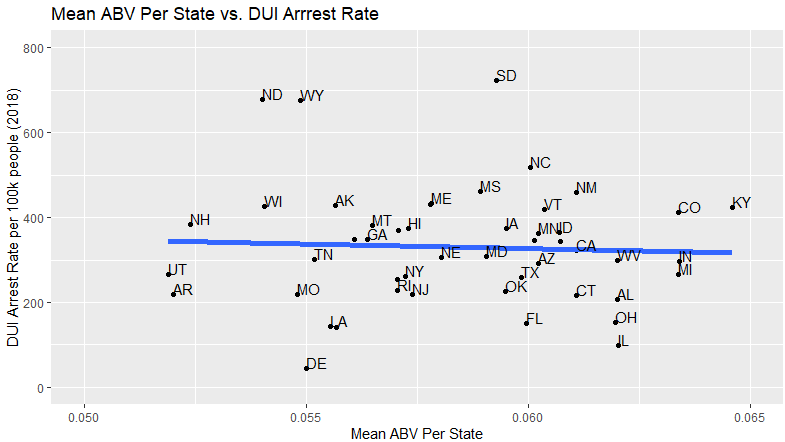 Mean ABV Per State vs. DUI Arrrest Rate
DUI Arrest Rate per 100k people (2018)
800
600
400
200
0
SD
ND WY
NC
MS NM
WI AK ME VT CO KY
NH MT HI IA MN ID
GA
TN NE MD CA WV IN
UT NY TX AZ MI
AR MO RI NJ OK CT AL
LA FL OH
IL
DE
0.050 0.055 0.060 0.065
Mean ABV Per State